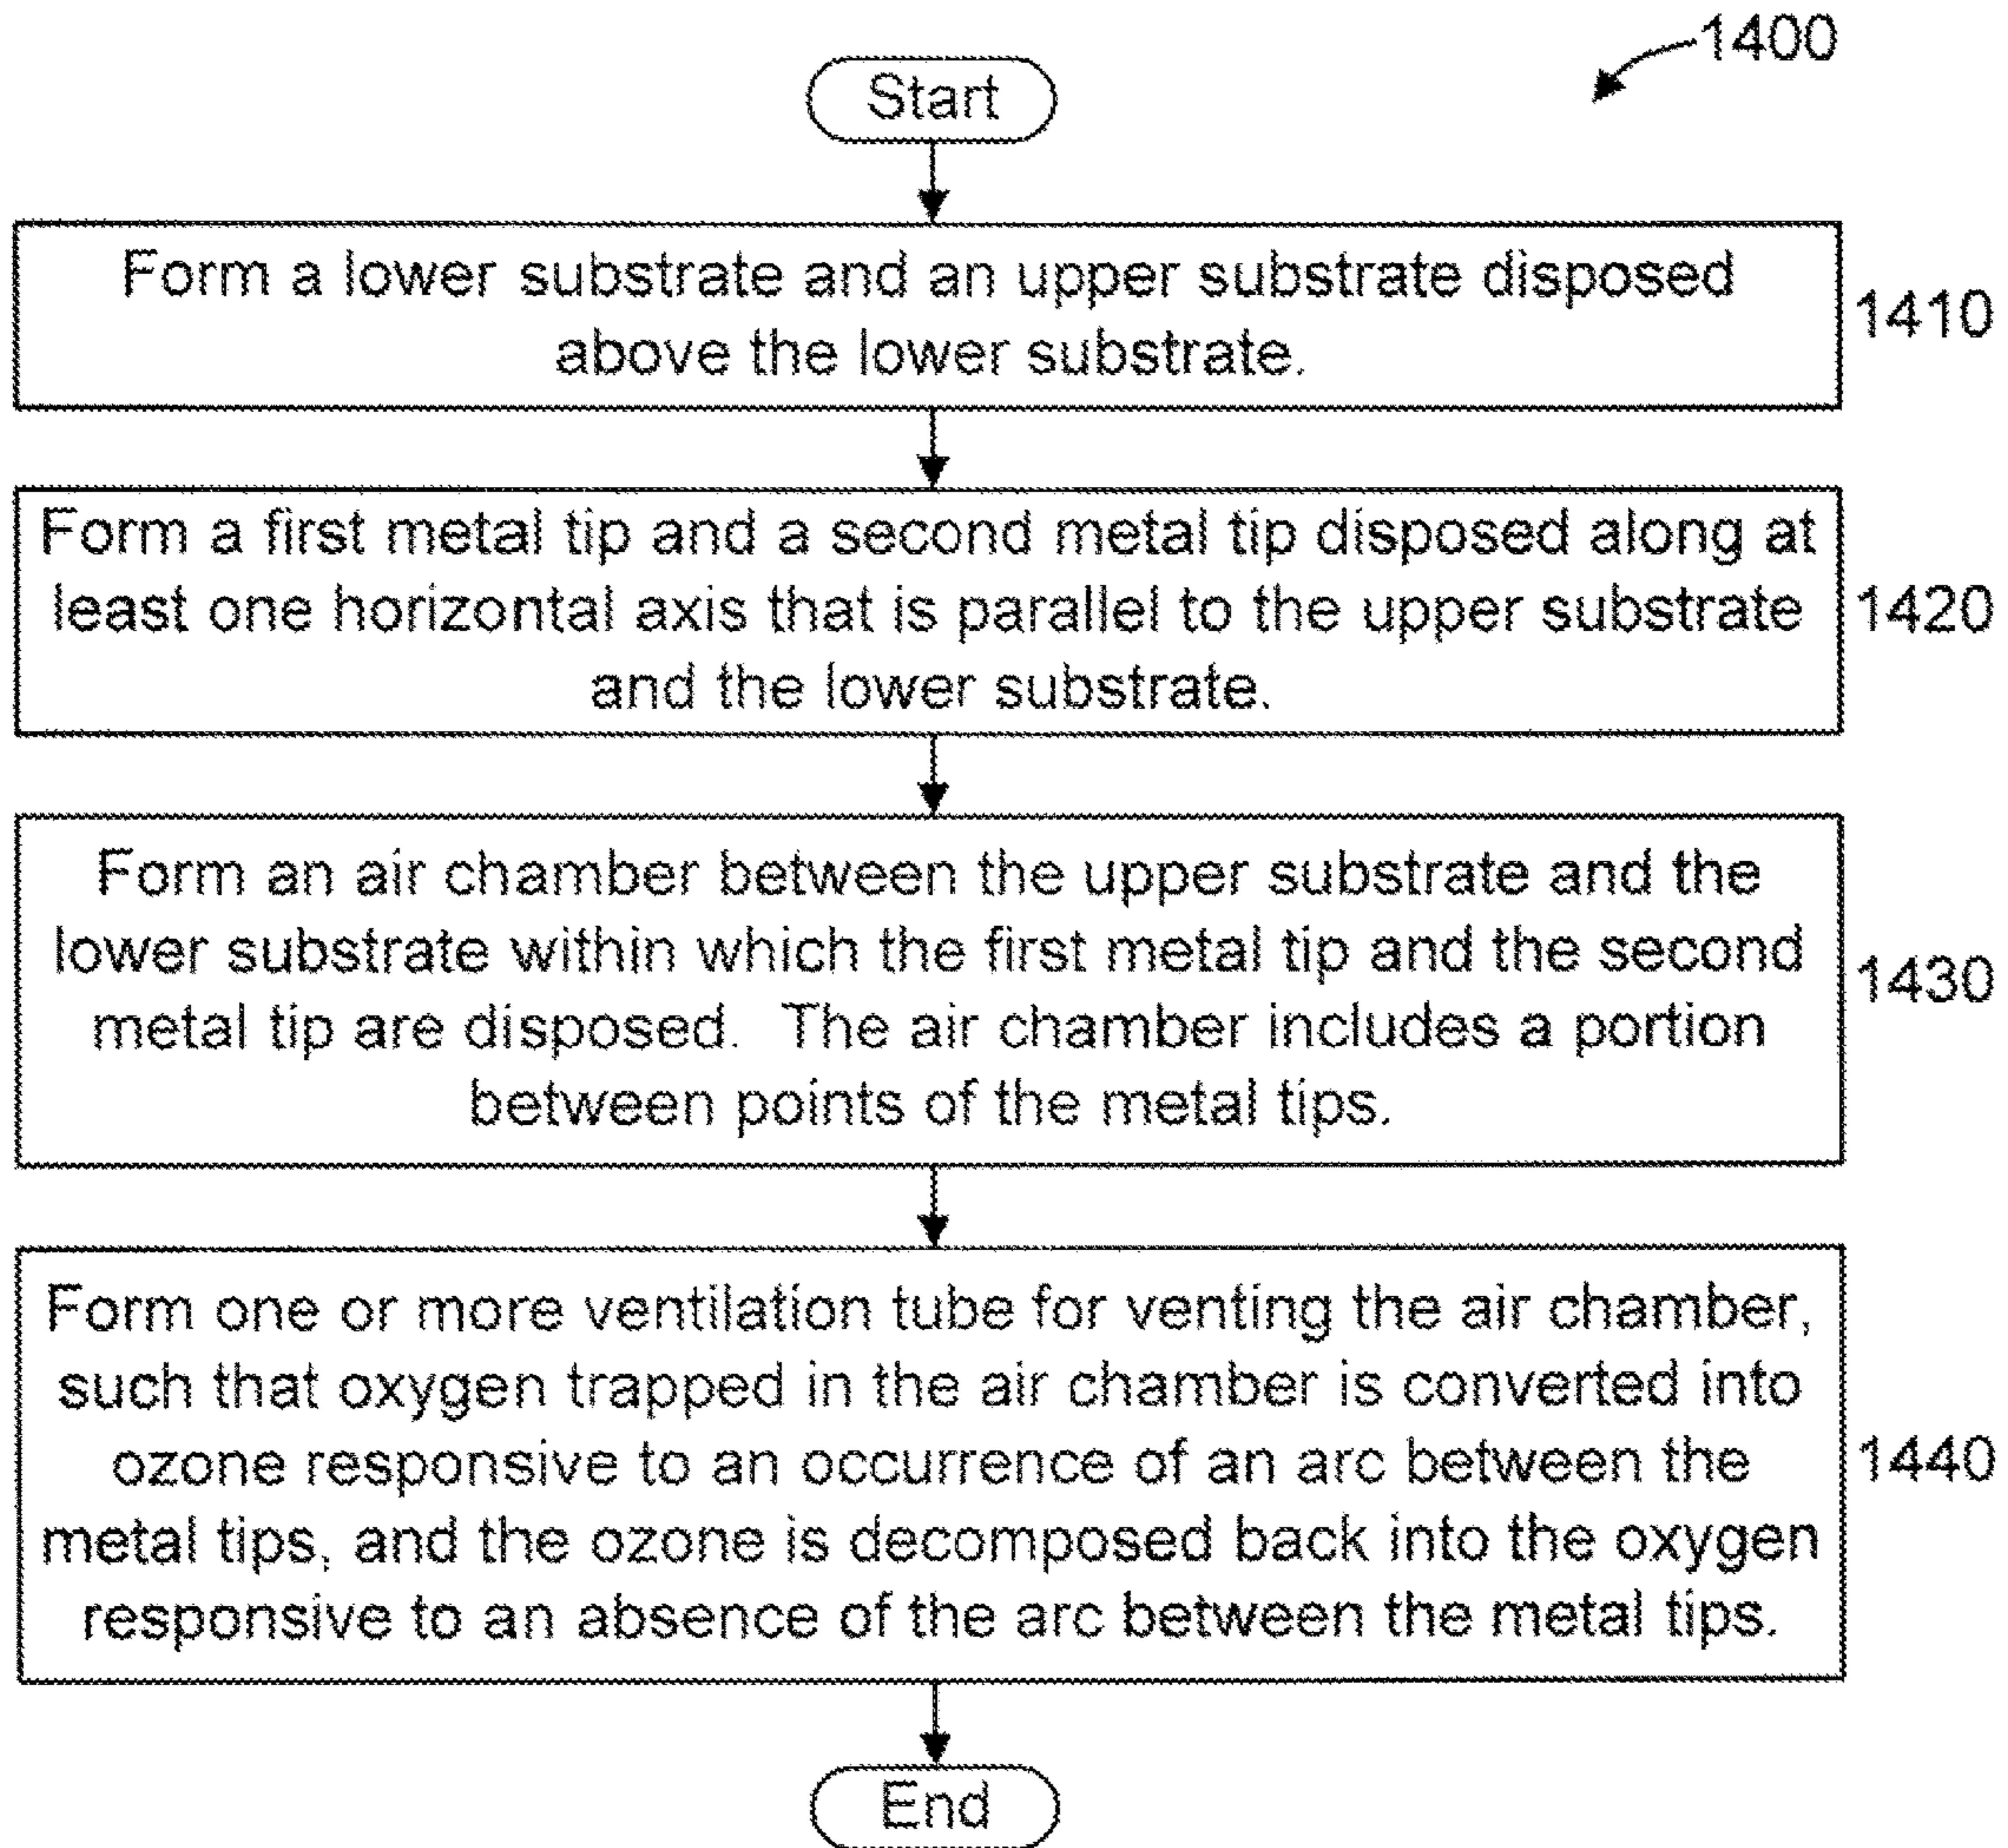 1400
Start
Form a lower substrate and an upper substrate disposed
above the lower substrate.
1410
Form a first metal tip and a second metal tip disposed along at
least one horizontal axis that is parallel to the upper substrate
and the lower substrate.
1420
Form an air chamber between the upper substrate and the
lower substrate within which the first metal tip and the second
metal tip are disposed. The air chamber includes a portion
between points of the metal tips.
1430
Form one or more ventilation tube for venting the air chamber,
such that oxygen trapped in the air chamber is converted into
ozone responsive to an occurrence of an arc between the
metal tips, and the ozone is decomposed back into the oxygen
responsive to an absence of the arc between the metal tips.
1440
End